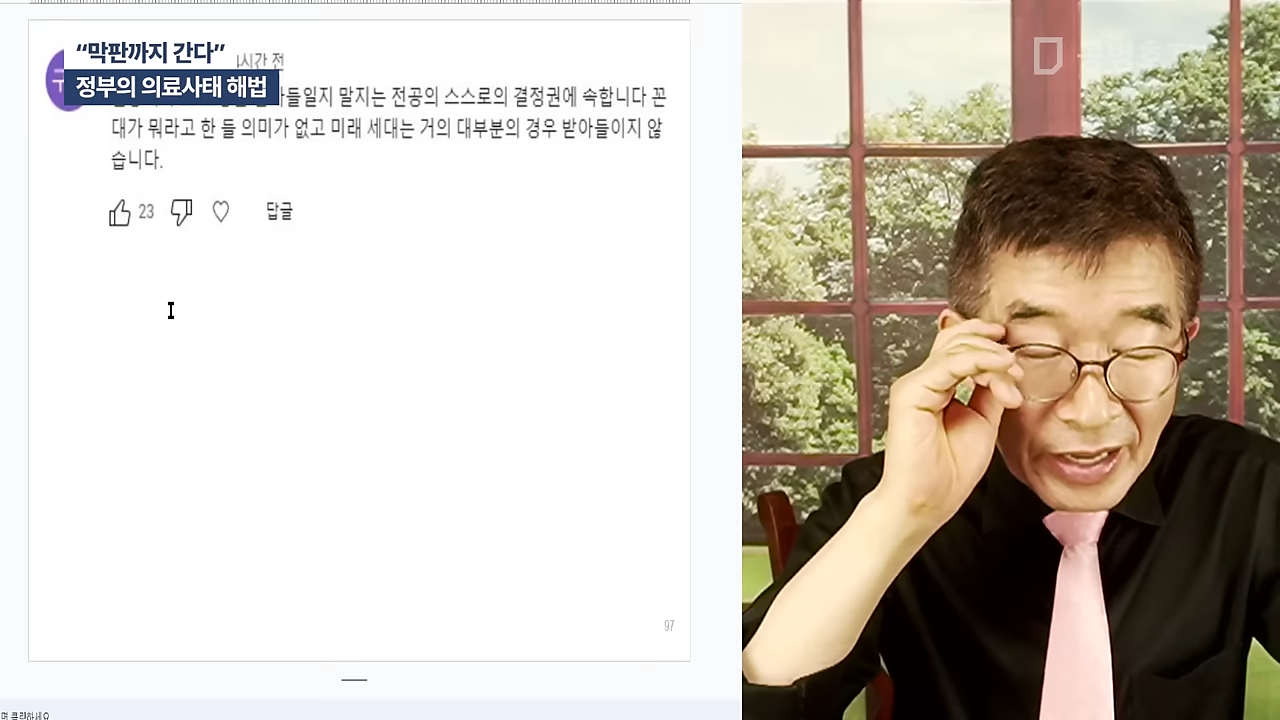 “막판까지 간다”
정부의 의료사태 해법
시간 전
아들일지 말지는 전공의 스스로의 결정권에 속합니다 꼰
대가 뭐라고 한 들 의미가 없고 미래 세대는 거의 대부분의 경우 받아들이지 않
습니다.
23 답글
97